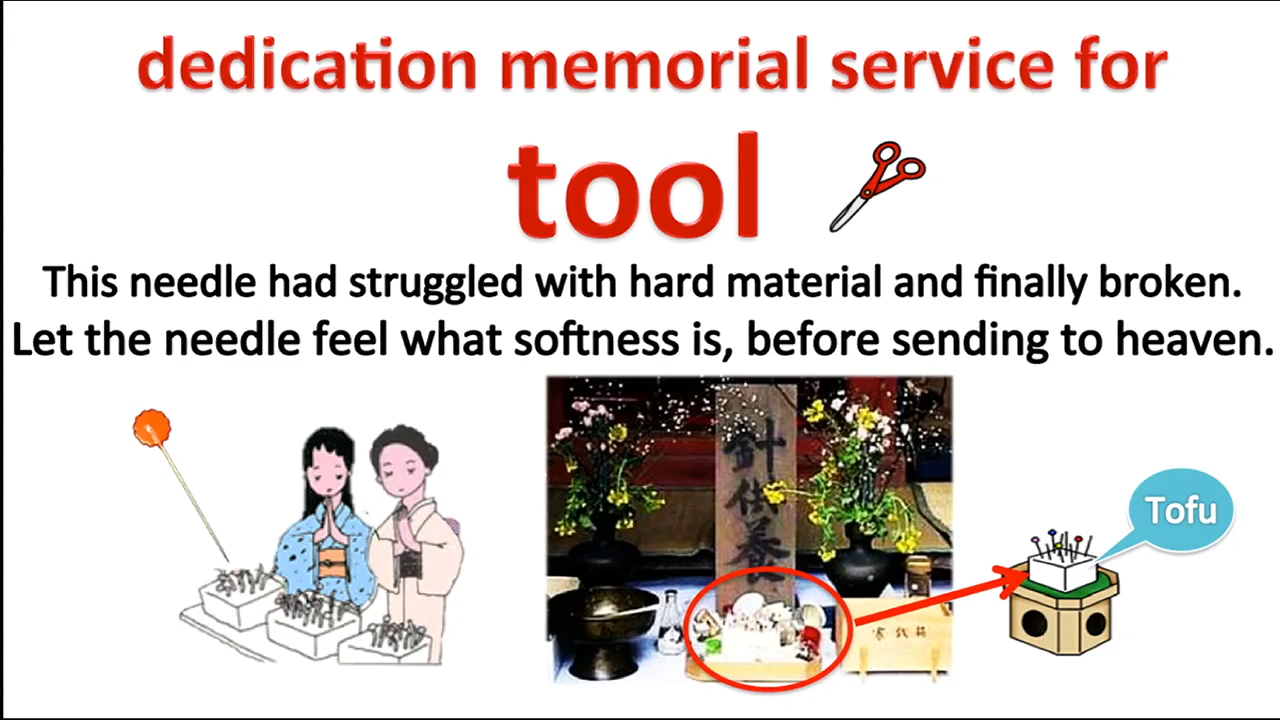 dedication memorial service for
tool
This needle had struggled with hard material and finally broken.
Let the needle feel what softness is, before sending to heaven.
針供養
Tofu